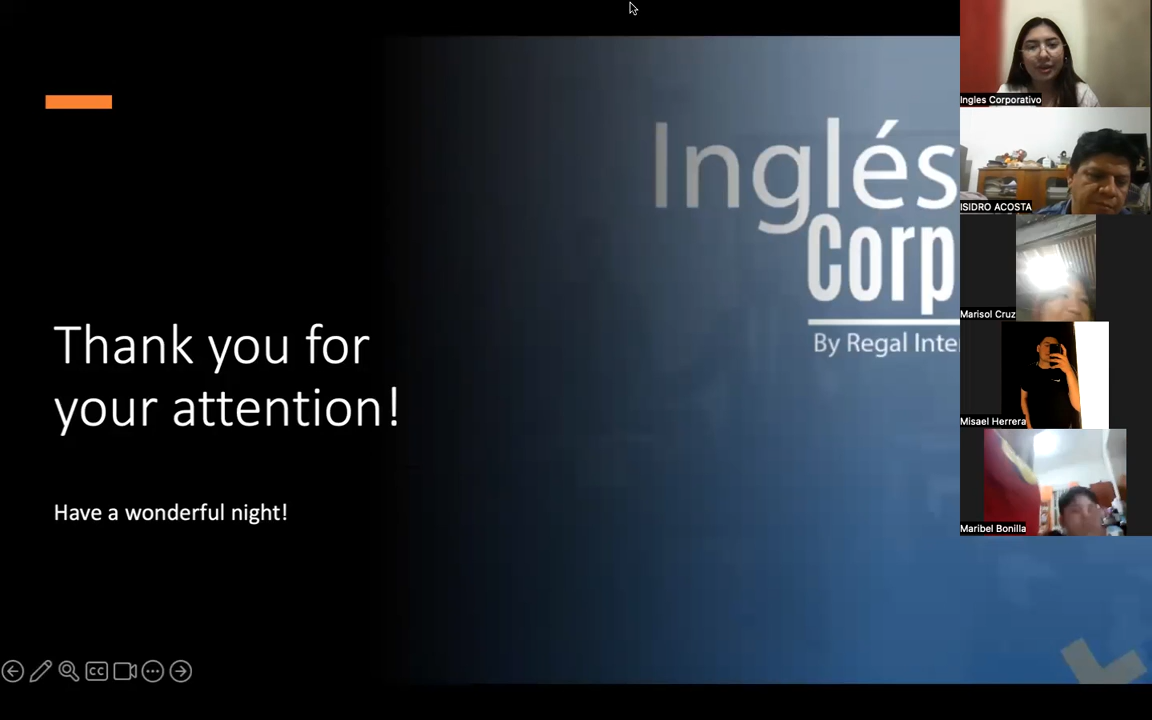 Inglés
Corp
By Regal Inte
Thank you for
your attention!
Have a wonderful night!
CC
Ingles Corporativo
ISIDRO ACOSTA
Marisol Cruz
Misael Herrera
Maribel Bonilla